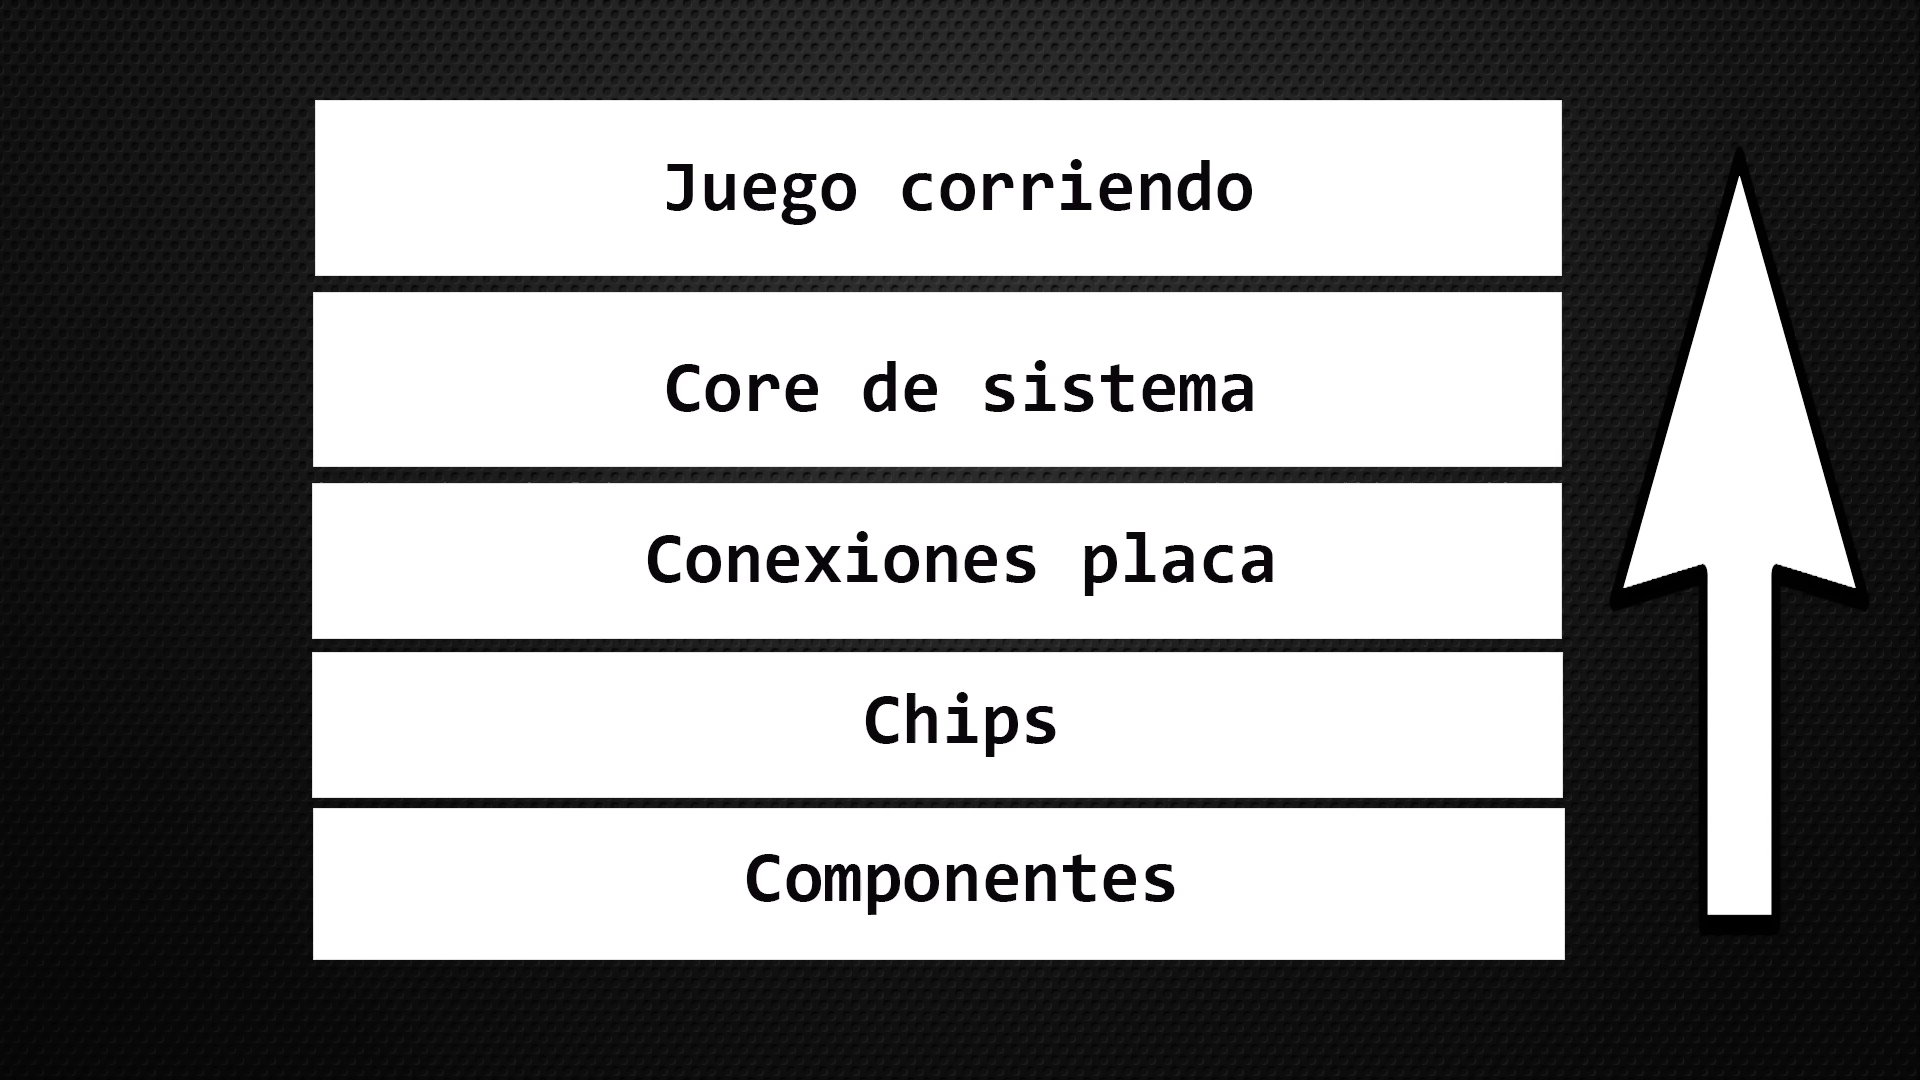 Juego corriendo
Core de sistema
Conexiones placa
Chips
Componentes